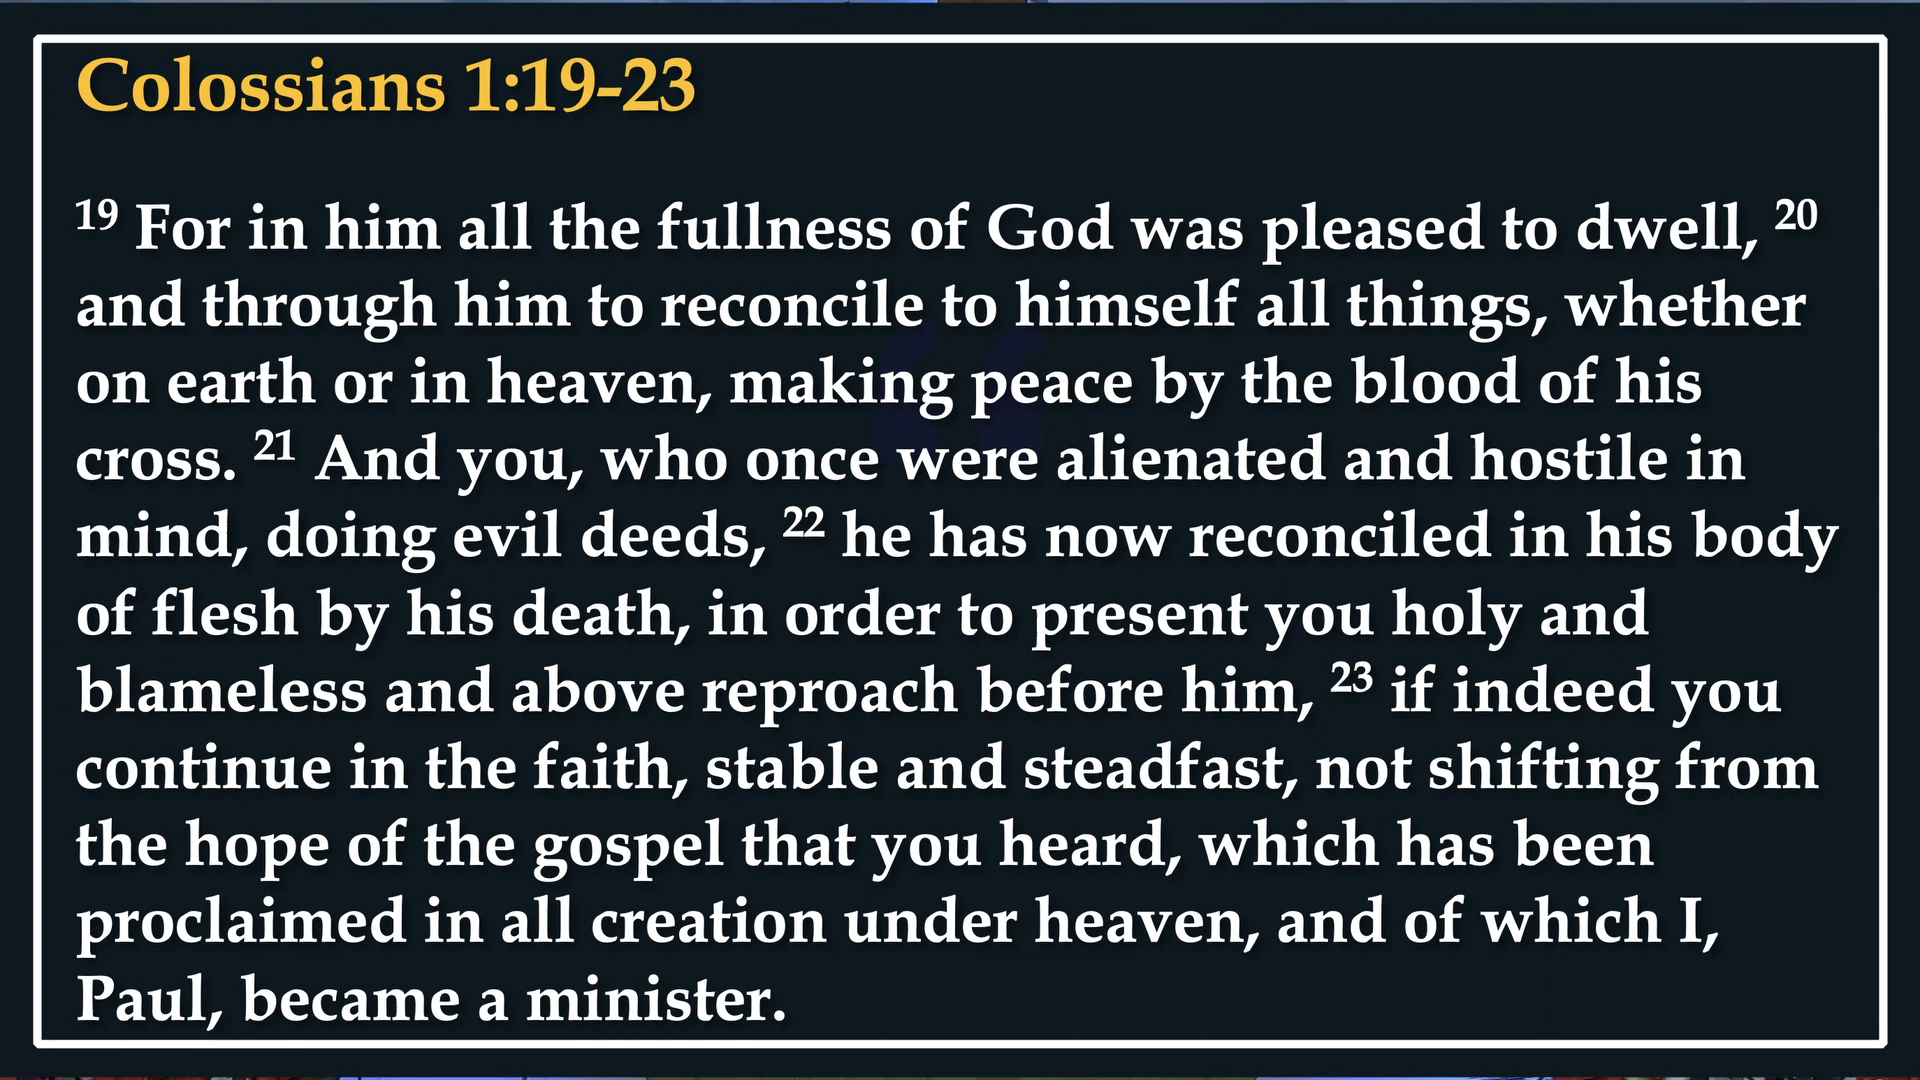 Colossians 1:19-23
19 For in him all the fullness of God was pleased to dwell, 20
and through him to reconcile to himself all things, whether
on earth or in heaven, making peace by the blood of his
cross. 21 And you, who once were alienated and hostile in
mind, doing evil deeds, 22 he has now reconciled in his body
of flesh by his death, in order to present you holy and
blameless and above reproach before him, 23 if indeed you
continue in the faith, stable and steadfast, not shifting from
the hope of the gospel that you heard, which has been
proclaimed in all creation under heaven, and of which I,
Paul, became a minister.